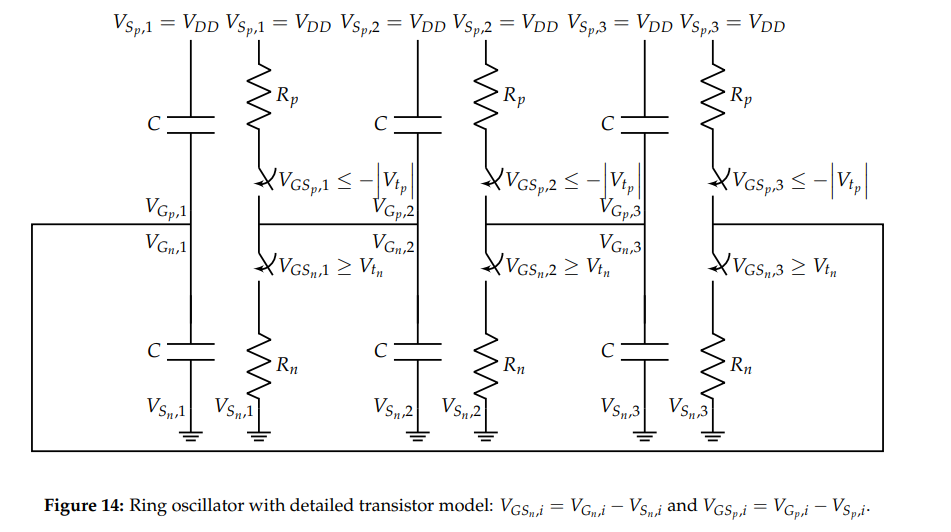 V_{S_p,1} = V_{DD} V_{S_p,1} = V_{DD} V_{S_p,2} = V_{DD} V_{S_p,2} = V_{DD} V_{S_p,3} = V_{DD} V_{S_p,3} = V_{DD}
R_p R_p R_p
C C C
V_{GS_p,1} ≤ −|V_{t_p}| V_{GS_p,2} ≤ −|V_{t_p}| V_{GS_p,3} ≤ −|V_{t_p}|
V_{G_p,1} V_{G_p,2} V_{G_p,3}
V_{G_n,1} V_{G_n,2} V_{G_n,3}
V_{GS_n,1} ≥ V_{t_n} V_{GS_n,2} ≥ V_{t_n} V_{GS_n,3} ≥ V_{t_n}
C C C
R_n R_n R_n
V_{S_n,1} V_{S_n,1} V_{S_n,2} V_{S_n,2} V_{S_n,3} V_{S_n,3}
Figure 14: Ring oscillator with detailed transistor model: V_{GS_n,i} = V_{G_n,i} − V_{S_n,i} and V_{GS_p,i} = V_{G_p,i} − V_{S_p,i}.